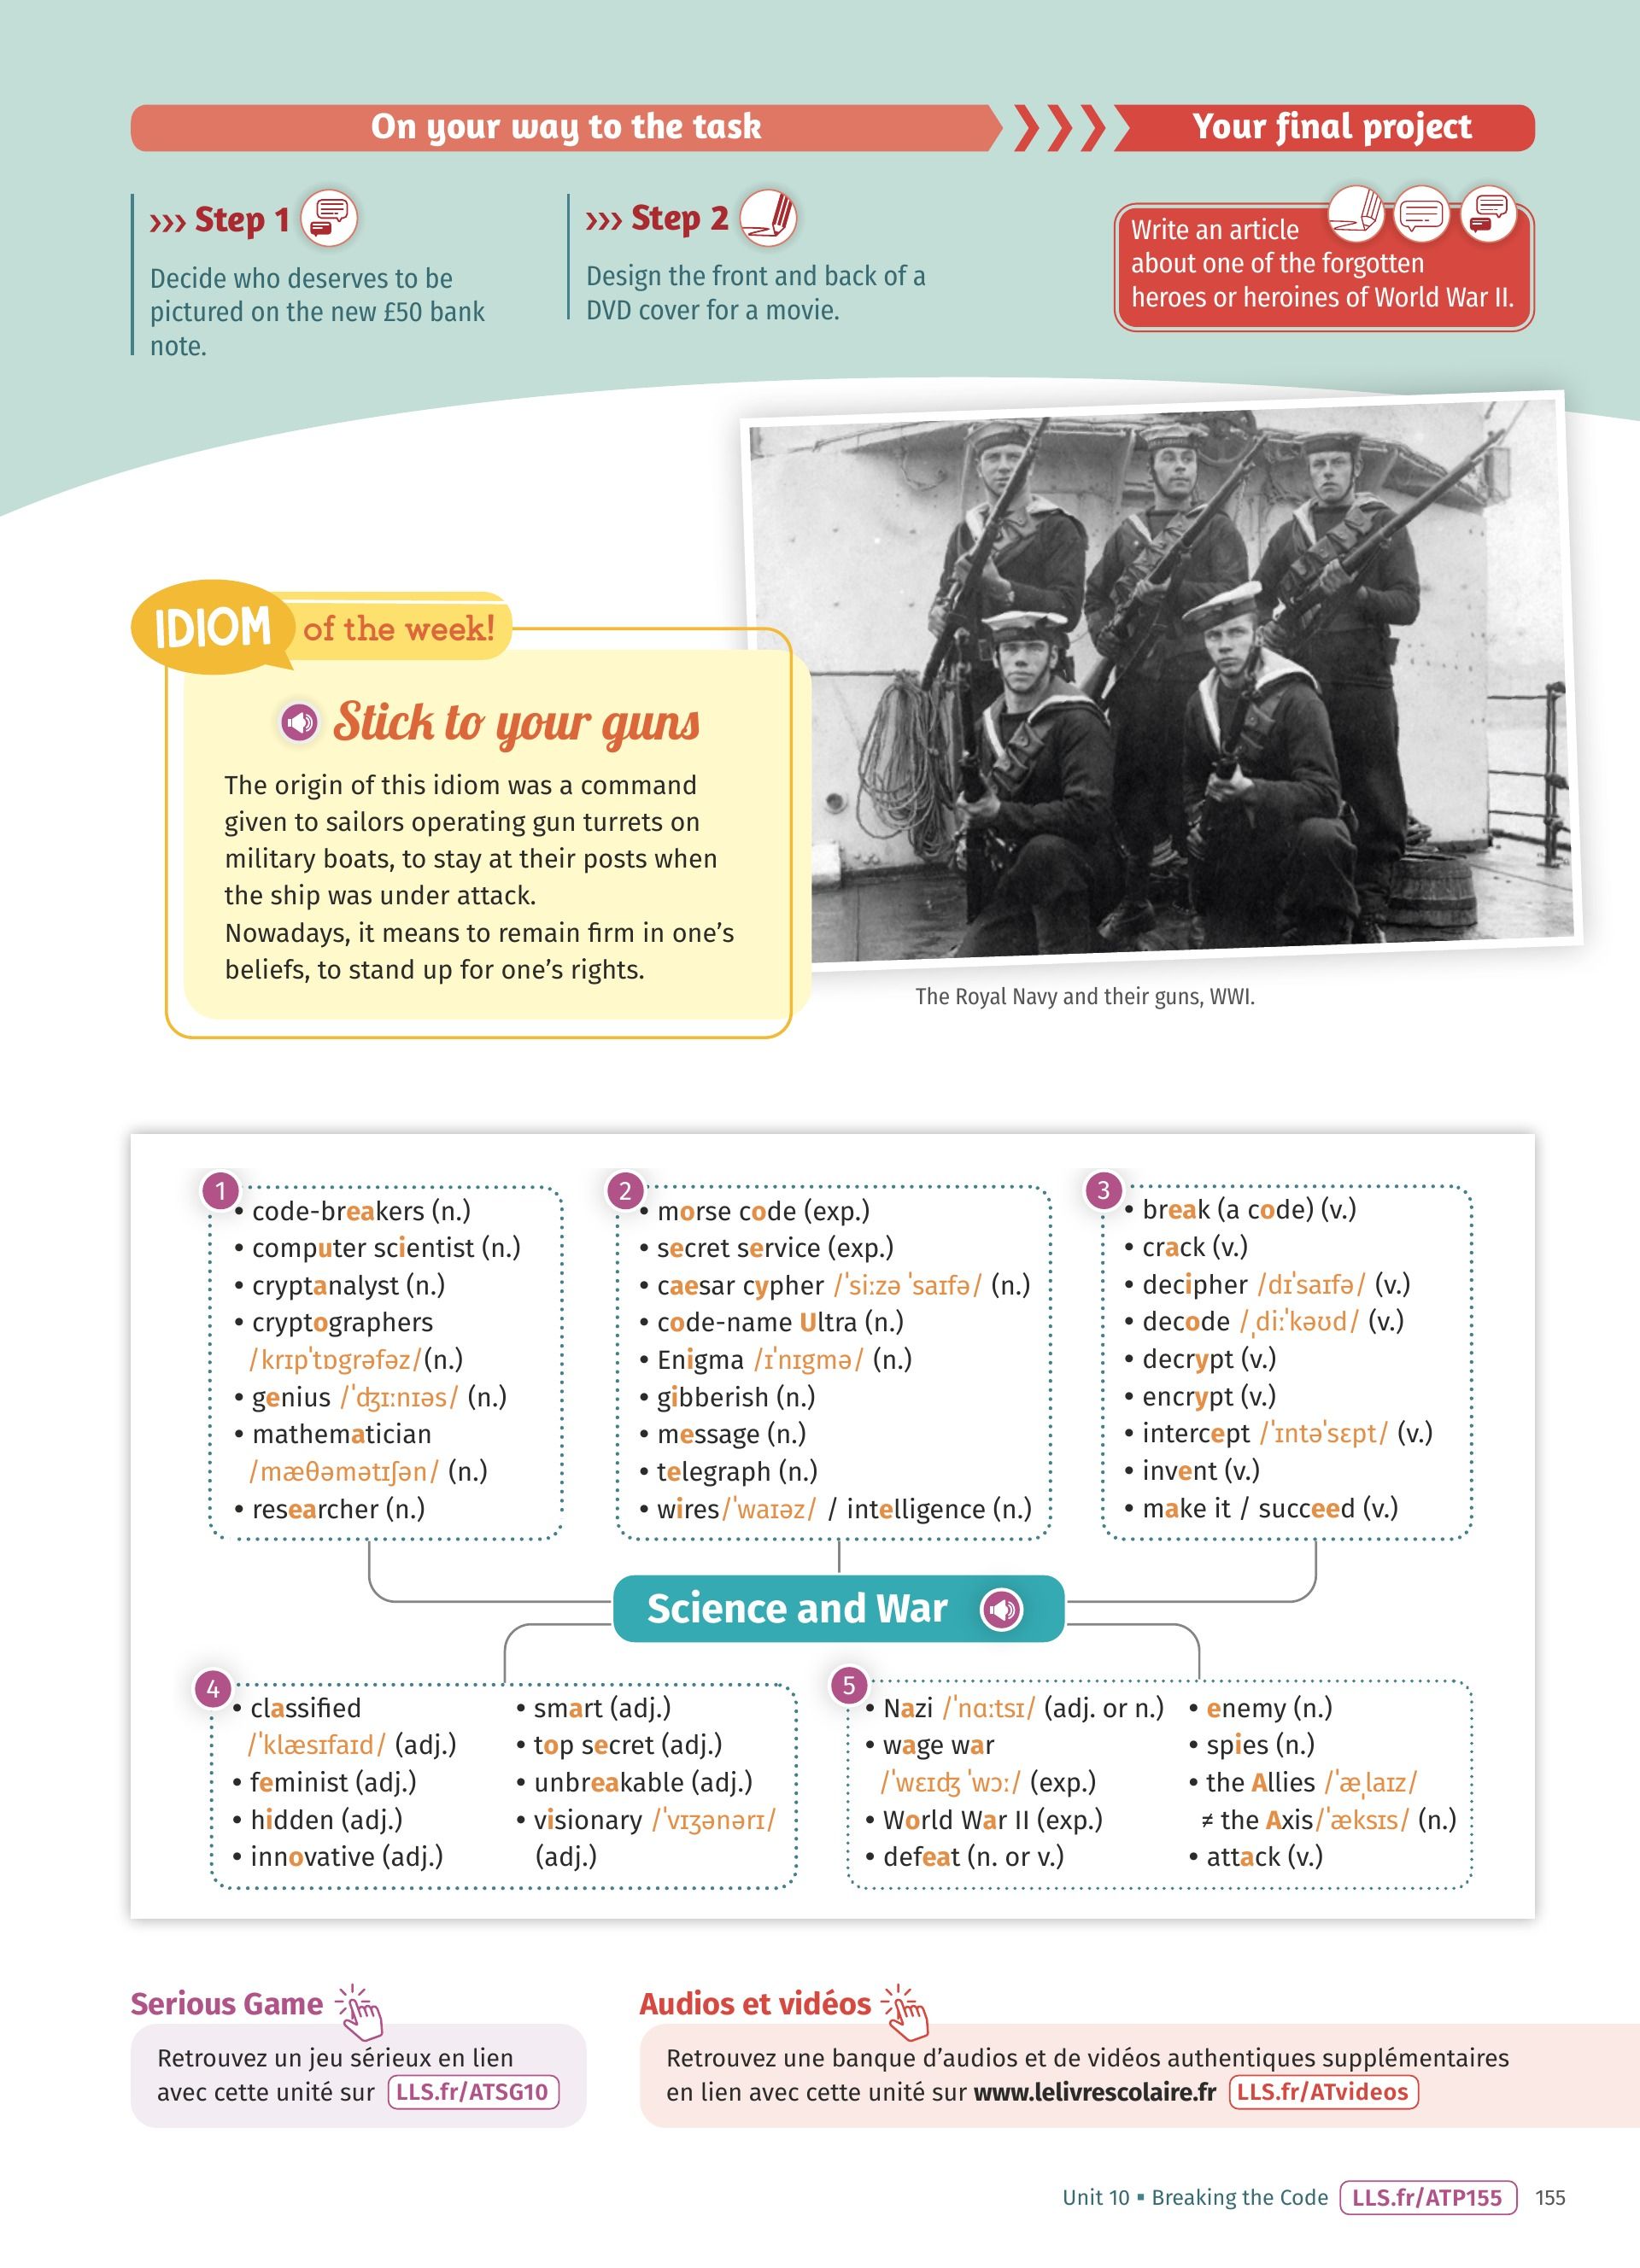 On your way to the task
Your final project
››› Step 1
Decide who deserves to be
pictured on the new £50 bank
note.
››› Step 2
Design the front and back of a
DVD cover for a movie.
Write an article
about one of the forgotten
heroes or heroines of World War II.
IDIOM of the week!
Stick to your guns
The origin of this idiom was a command
given to sailors operating gun turrets on
military boats, to stay at their posts when
the ship was under attack.
Nowadays, it means to remain firm in one's
beliefs, to stand up for one's rights.
The Royal Navy and their guns, WWI.
1
• code-breakers (n.)
• computer scientist (n.)
• cryptanalyst (n.)
• cryptographers
/krɪpˈtɒgrəfəz/(n.)
• genius /ˈʤɪːnɪəs/ (n.)
• mathematician
/mæθəmətɪʃən/ (n.)
• researcher (n.)
2
• morse code (exp.)
• secret service (exp.)
• caesar cypher /ˈsiːzə ˈsaɪfə/ (n.)
• code-name Ultra (n.)
• Enigma /ɪˈnɪgmə/ (n.)
• gibberish (n.)
• message (n.)
• telegraph (n.)
• wires/ˈwaɪəz/ / intelligence (n.)
3
• break (a code) (v.)
• crack (v.)
• decipher /dɪˈsaɪfə/ (v.)
• decode /ˌdiːˈkəʊd/ (v.)
• decrypt (v.)
• encrypt (v.)
• intercept /ˈɪntəˈsɛpt/ (v.)
• invent (v.)
• make it / succeed (v.)
Science and War
4
• classified
/ˈklæsɪfaɪd/ (adj.)
• feminist (adj.)
• hidden (adj.)
• innovative (adj.)
• smart (adj.)
• top secret (adj.)
• unbreakable (adj.)
• visionary /ˈvɪʒənərɪ/
(adj.)
5
• Nazi /ˈnɑːtsɪ/ (adj. or n.)
• wage war
/ˈwɛɪʤ ˈwɔː/ (exp.)
• World War II (exp.)
• defeat (n. or v.)
• enemy (n.)
• spies (n.)
• the Allies /ˈæˌlaɪz/
≠ the Axis/ˈæksɪs/ (n.)
• attack (v.)
Serious Game
Retrouvez un jeu sérieux en lien
avec cette unité sur LLS.fr/ATSG10
Audios et vidéos
Retrouvez une banque d'audios et de vidéos authentiques supplémentaires
en lien avec cette unité sur www.lelivrescolaire.fr LLS.fr/ATvideos
Unit 10 ▪ Breaking the Code LLS.fr/ATP155 155